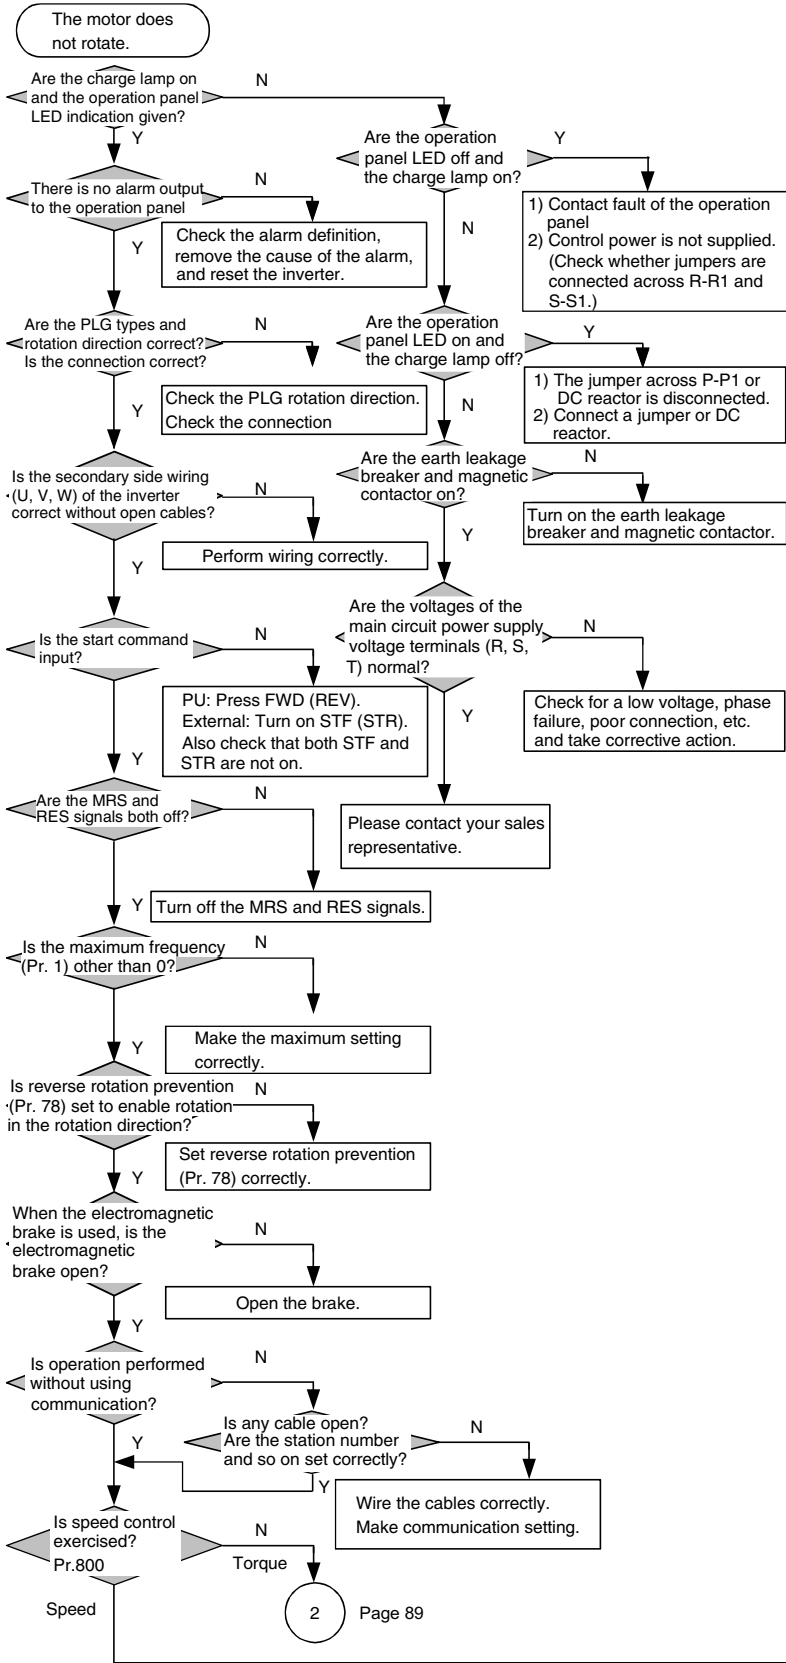 The motor does
not rotate.
Are the charge lamp on
and the operation panel
LED indication given?
N
Y
Are the operation
panel LED off and
the charge lamp on?
Y
N
1) Contact fault of the operation
panel
2) Control power is not supplied.
(Check whether jumpers are
connected across R-R1 and
S-S1.)
There is no alarm output
to the operation panel
N
Y
Check the alarm definition,
remove the cause of the alarm,
and reset the inverter.
Are the operation
panel LED on and
the charge lamp off?
Y
N
1) The jumper across P-P1 or
DC reactor is disconnected.
2) Connect a jumper or DC
reactor.
Are the PLG types and
rotation direction correct?
Is the connection correct?
N
Y
Check the PLG rotation direction.
Check the connection
Are the earth leakage
breaker and magnetic
contactor on?
N
Y
Turn on the earth leakage
breaker and magnetic contactor.
Is the secondary side wiring
(U, V, W) of the inverter
correct without open cables?
N
Y
Perform wiring correctly.
Are the voltages of the
main circuit power supply
voltage terminals (R, S,
T) normal?
N
Y
Check for a low voltage, phase
failure, poor connection, etc.
and take corrective action.
Please contact your sales
representative.
Is the start command
input?
N
Y
PU: Press FWD (REV).
External: Turn on STF (STR).
Also check that both STF and
STR are not on.
Are the MRS and
RES signals both off?
N
Y
Turn off the MRS and RES signals.
Is the maximum frequency
(Pr. 1) other than 0?
N
Y
Make the maximum setting
correctly.
Is reverse rotation prevention
(Pr. 78) set to enable rotation
in the rotation direction?
N
Y
Set reverse rotation prevention
(Pr. 78) correctly.
When the electromagnetic
brake is used, is the
electromagnetic
brake open?
N
Y
Open the brake.
Is operation performed
without using
communication?
N
Y
Is any cable open?
Are the station number
and so on set correctly?
N
Y
Wire the cables correctly.
Make communication setting.
Is speed control
exercised?
Pr.800
N
Torque
Speed
2
Page 89